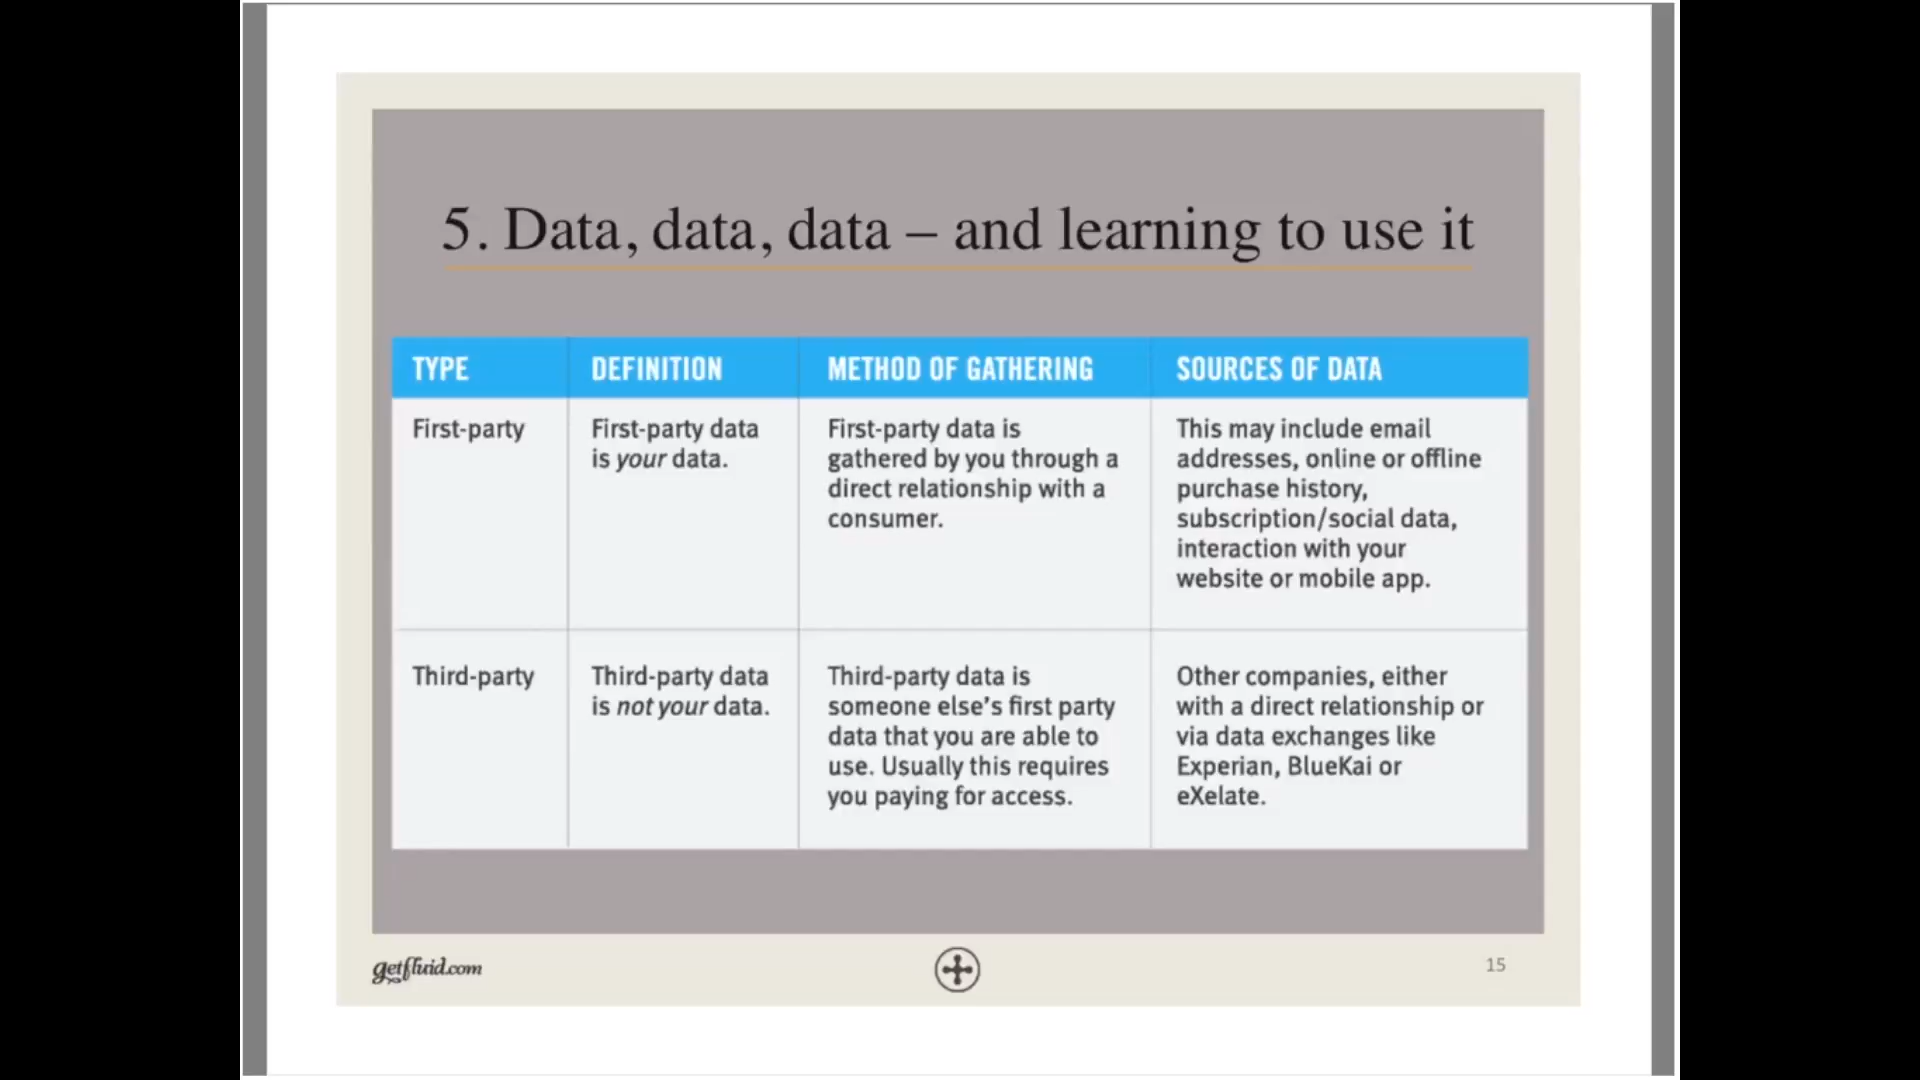 5. Data, data, data – and learning to use it
TYPE
DEFINITION
METHOD OF GATHERING
SOURCES OF DATA
First-party
First-party data
is your data.
First-party data is
gathered by you through a
direct relationship with a
consumer.
This may include email
addresses, online or offline
purchase history,
subscription/social data,
interaction with your
website or mobile app.
Third-party
Third-party data
is not your data.
Third-party data is
someone else’s first party
data that you are able to
use. Usually this requires
you paying for access.
Other companies, either
with a direct relationship or
via data exchanges like
Experian, BlueKai or
eXelate.
getfluid.com
15